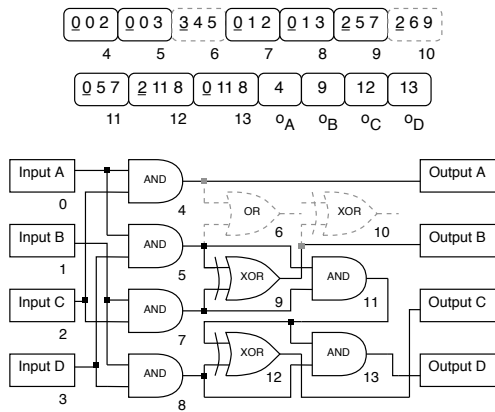 0 0 2 0 0 3 3 4 5 0 1 2 0 1 3 2 5 7 2 6 9
4 5 6 7 8 9 10
0 5 7 2 11 8 0 11 8 4 9 12 13
11 12 13 oA oB oC oD
Input A AND Output A
0 4 OR XOR
Input B AND 6 10 Output B
1 5 XOR AND
Input C AND 9 11 Output C
2 7
Input D AND XOR AND Output D
3 8 12 13